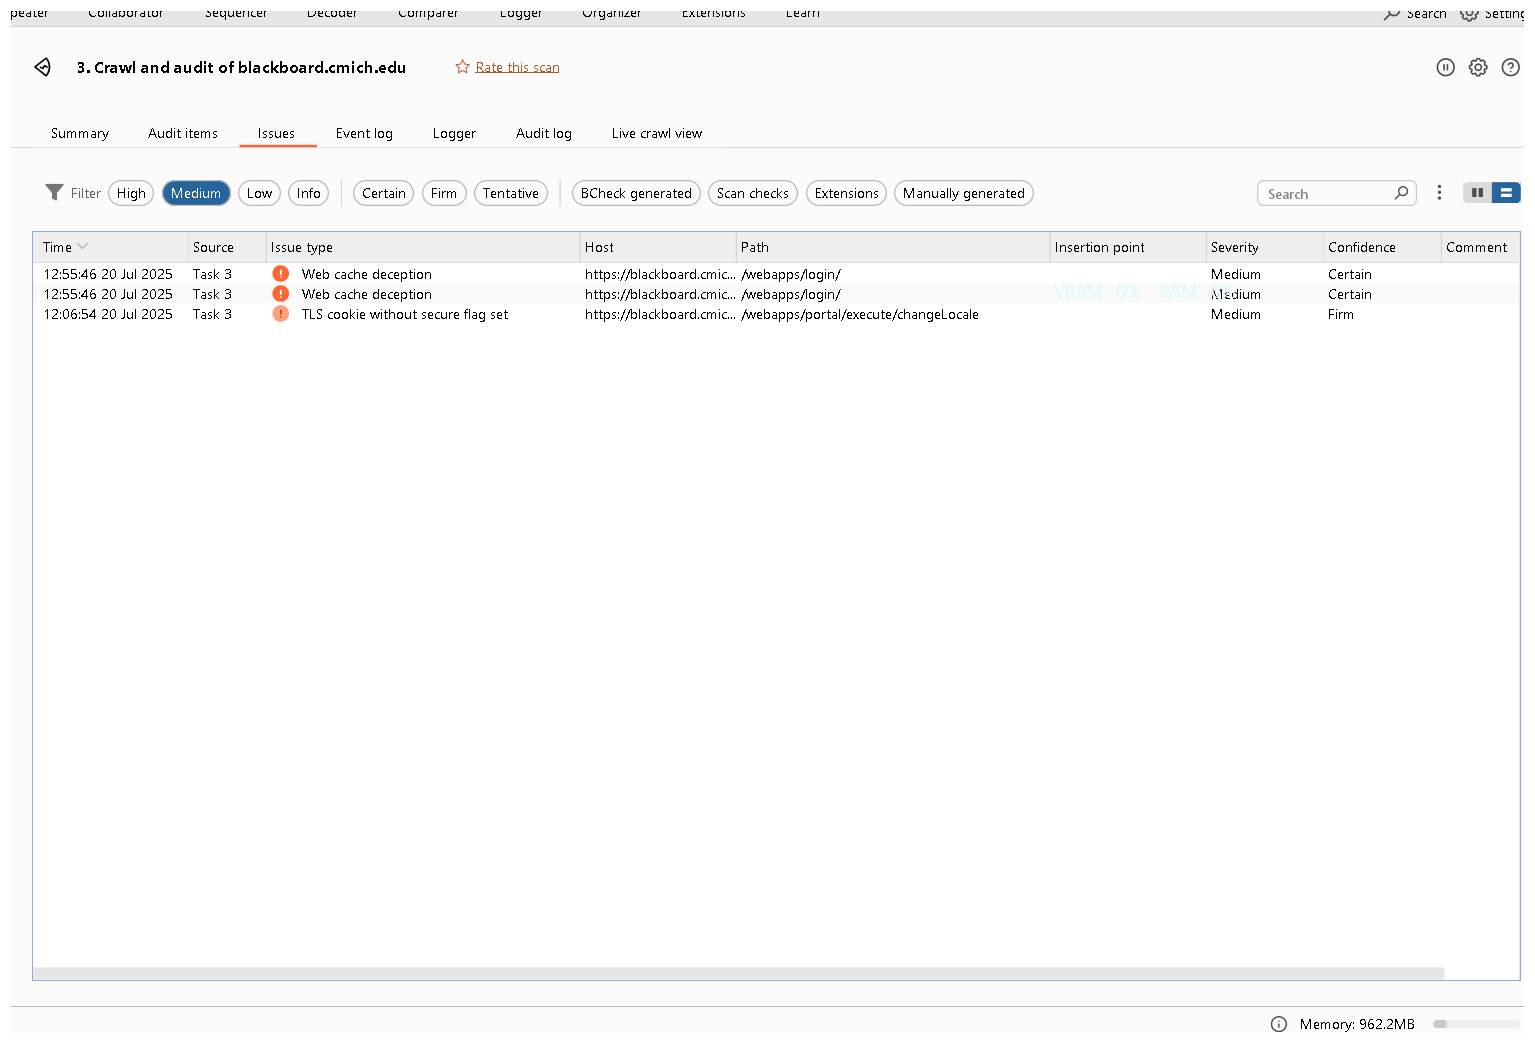 peater Collaborator Sequencer Decoder Comparer Logger Organizer Extensions Learn Search Setting
3. Crawl and audit of blackboard.cmich.edu Rate this scan
Summary Audit items Issues Event log Logger Audit log Live crawl view
Filter High Medium Low Info Certain Firm Tentative BCheck generated Scan checks Extensions Manually generated Search
Time Source Issue type Host Path Insertion point Severity Confidence Comment
12:55:46 20 Jul 2025 Task 3 Web cache deception https://blackboard.cmic... /webapps/login/ Medium Certain
12:55:46 20 Jul 2025 Task 3 Web cache deception https://blackboard.cmic... /webapps/login/ VRAM 0% RAM Medium Certain
12:06:54 20 Jul 2025 Task 3 TLS cookie without secure flag set https://blackboard.cmic... /webapps/portal/execute/changeLocale Medium Firm
Memory: 962.2MB